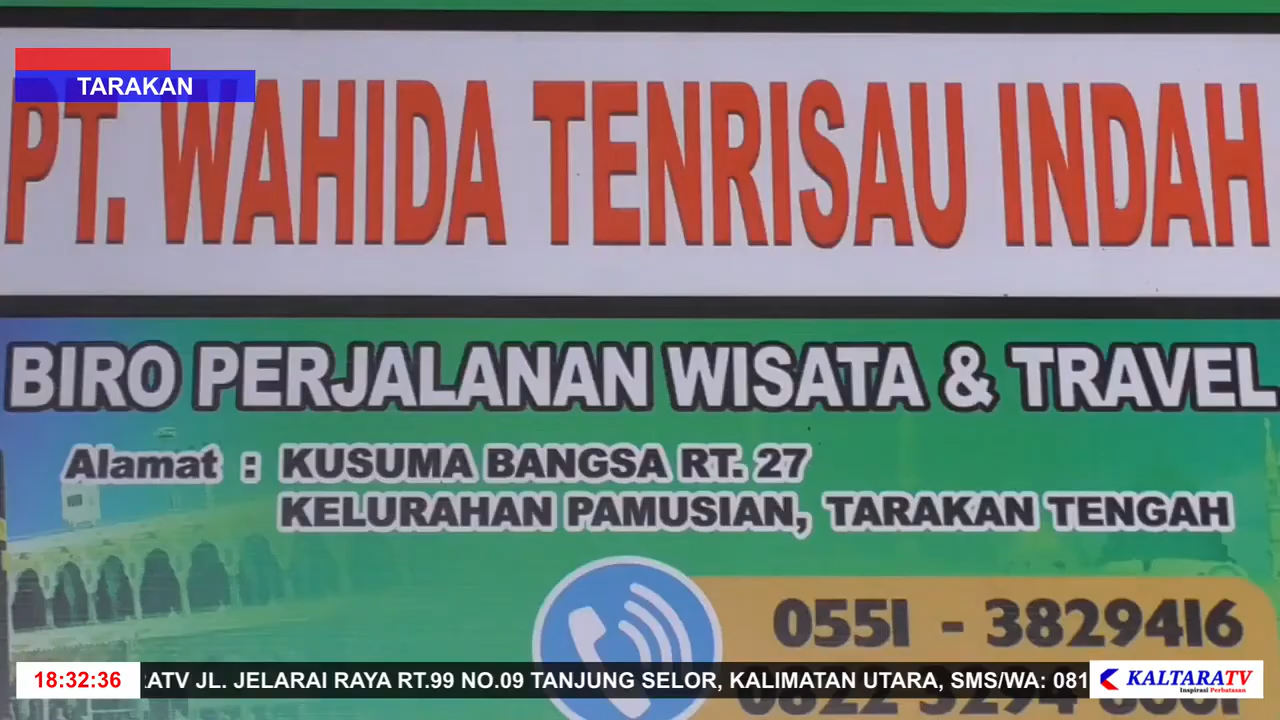 TARAKAN
PT. WAHIDA TENRISAU INDAH
BIRO PERJALANAN WISATA & TRAVEL
Alamat : KUSUMA BANGSA RT. 27
KELURAHAN PAMUSIAN, TARAKAN TENGAH
0551 - 3829416
18:32:36
ATV JL. JELARAI RAYA RT.99 NO.09 TANJUNG SELOR, KALIMATAN UTARA, SMS/WA: 081
KALTARATV
Inspirasi Perbatasan